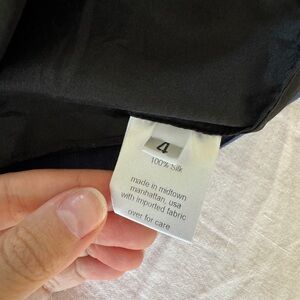 4
100% Silk
made in midtown
manhattan, usa
with imported fabric
over for care